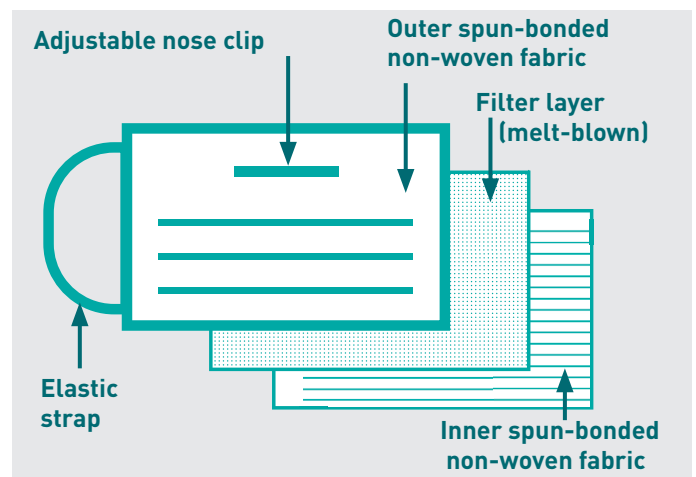 Adjustable nose clip
Outer spun-bonded
non-woven fabric
Filter layer
(melt-blown)
Elastic
strap
Inner spun-bonded
non-woven fabric